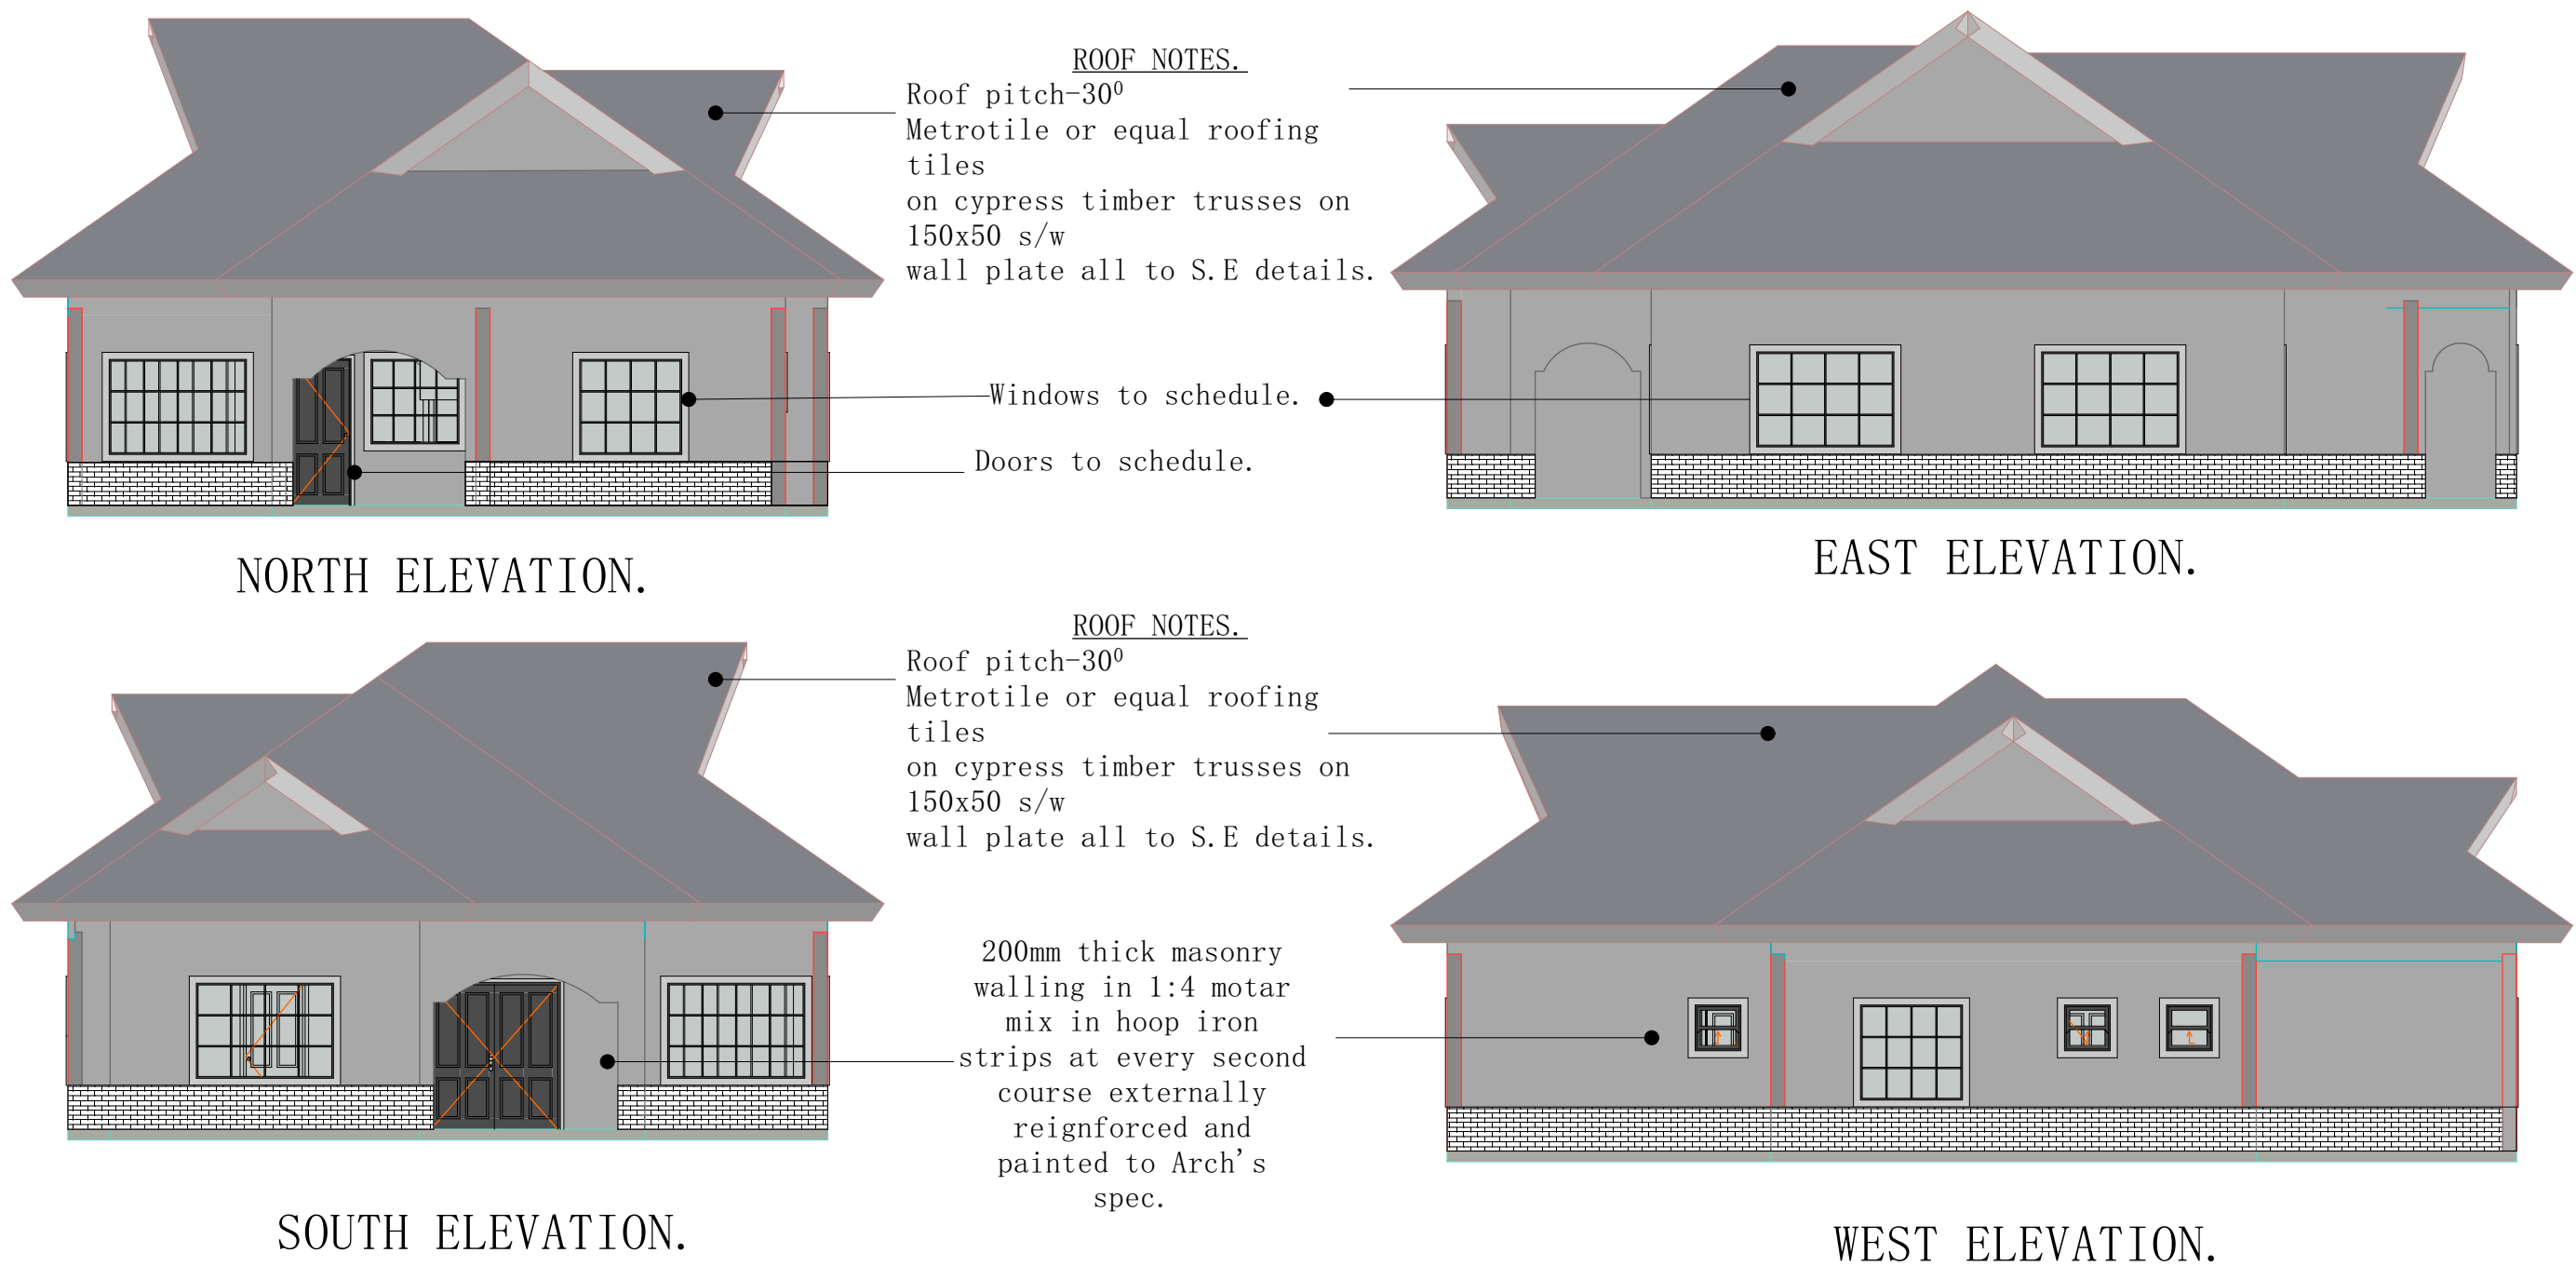 ROOF NOTES.
Roof pitch-30⁰
Metrotile or equal roofing
tiles
on cypress timber trusses on
150x50 s/w
wall plate all to S.E details.
Windows to schedule.
Doors to schedule.
NORTH ELEVATION.
EAST ELEVATION.
ROOF NOTES.
Roof pitch-30⁰
Metrotile or equal roofing
tiles
on cypress timber trusses on
150x50 s/w
wall plate all to S.E details.
200mm thick masonry
walling in 1:4 motar
mix in hoop iron
strips at every second
course externally
reignforced and
painted to Arch's
spec.
SOUTH ELEVATION.
WEST ELEVATION.